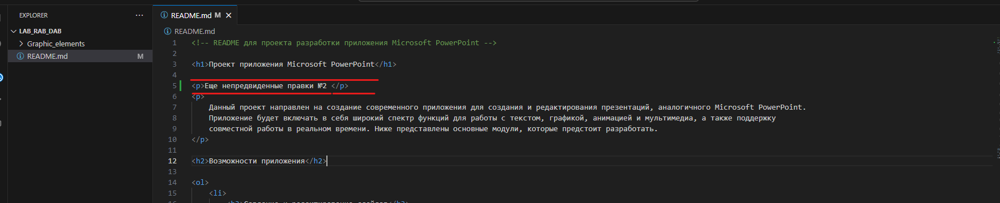 EXPLORER ···
LAB_RAB_DAB
Graphic_elements
README.md M
README.md M
README.md
1 <!-- README для проекта разработки приложения Microsoft PowerPoint -->
2
3 <h1>Проект приложения Microsoft PowerPoint</h1>
4
5 <p>Еще непредвиденные правки №2 </p>
6 <p>
7 Данный проект направлен на создание современного приложения для создания и редактирования презентаций, аналогичного Microsoft PowerPoint.
8 Приложение будет включать в себя широкий спектр функций для работы с текстом, графикой, анимацией и мультимедиа, а также поддержку
9 совместной работы в реальном времени. Ниже представлены основные модули, которые предстоит разработать.
10 </p>
11
12 <h2>Возможности приложения</h2>
13
14 <ol>
15 <li>